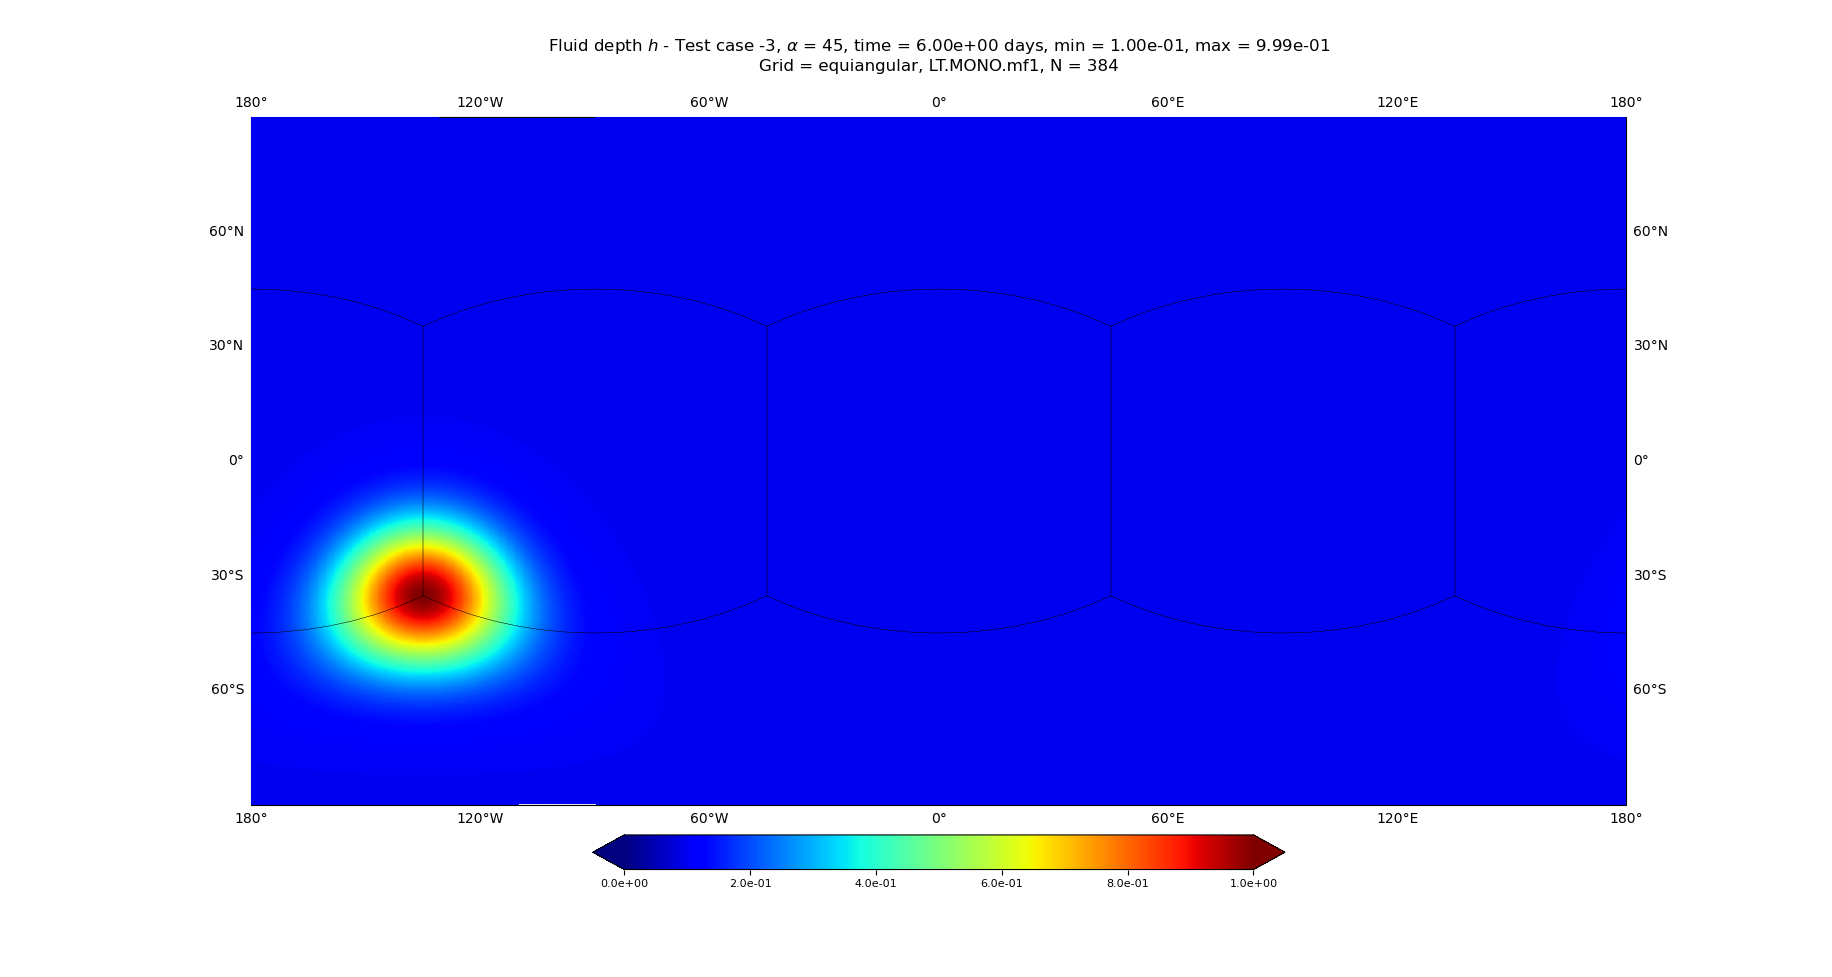 Fluid depth h - Test case -3, α = 45, time = 6.00e+00 days, min = 1.00e-01, max = 9.99e-01
Grid = equiangular, LT.MONO.mf1, N = 384
180° 120°W 60°W 0° 60°E 120°E 180°
60°N 60°N
30°N 30°N
0° 0°
30°S 30°S
60°S 60°S
180° 120°W 60°W 0° 60°E 120°E 180°
0.0e+00 2.0e-01 4.0e-01 6.0e-01 8.0e-01 1.0e+00